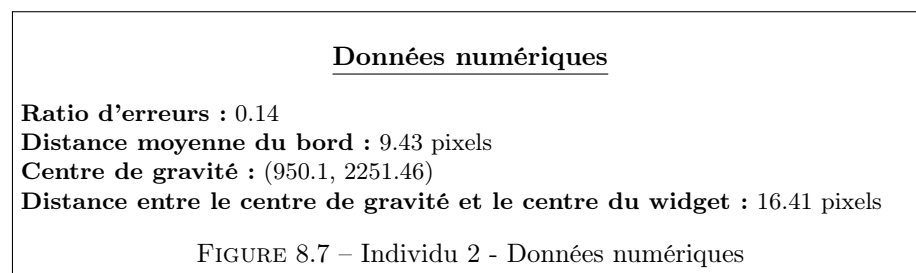 Données numériques
Ratio d'erreurs : 0.14
Distance moyenne du bord : 9.43 pixels
Centre de gravité : (950.1, 2251.46)
Distance entre le centre de gravité et le centre du widget : 16.41 pixels
FIGURE 8.7 – Individu 2 - Données numériques